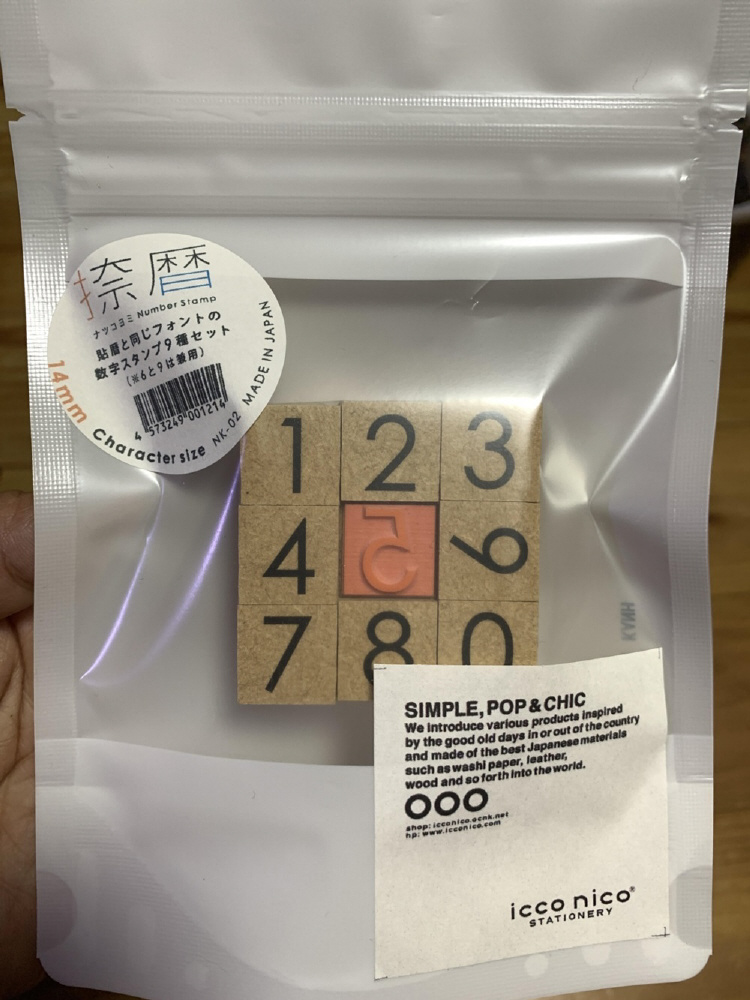 捺暦
ナツコヨミ Number Stamp
貼暦と同じフォントの
数字スタンプ9種セット
(※6と9は兼用)
4 573249 001214
14mm Character size NK-02 MADE IN JAPAN
1 2 3
4 5 6
7 8 0
SIMPLE, POP & CHIC
We introduce various products inspired
by the good old days in or out of the country
and made of the best Japanese materials
such as washi paper, leather,
wood and so forth into the world.
OOO
shop: icconico.ocnk.net
hp: www.icconico.com
icco nico®
STATIONERY